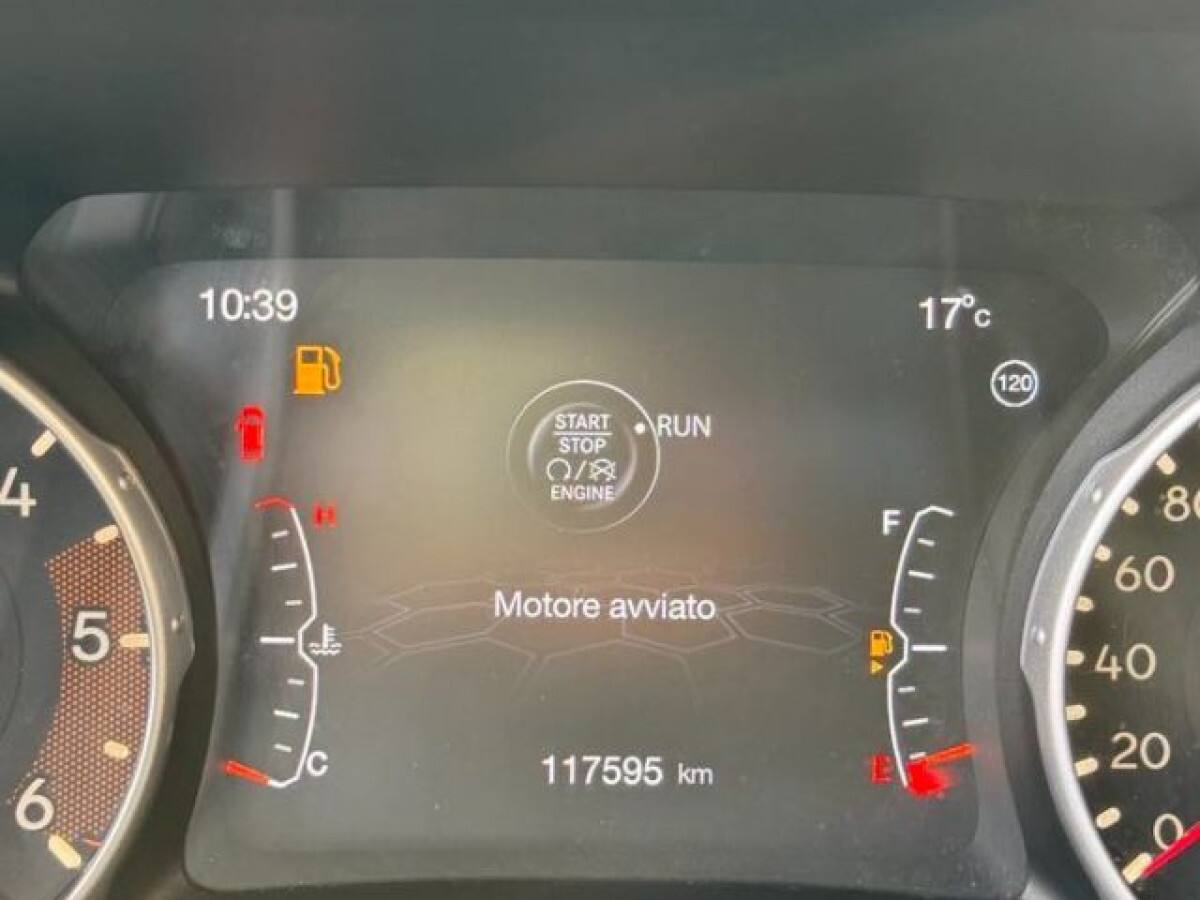 10:39
17°C
120
START
STOP
ENGINE
RUN
4
5
6
H
C
F
E
Motore avviato
117595 km
80
60
40
20
0